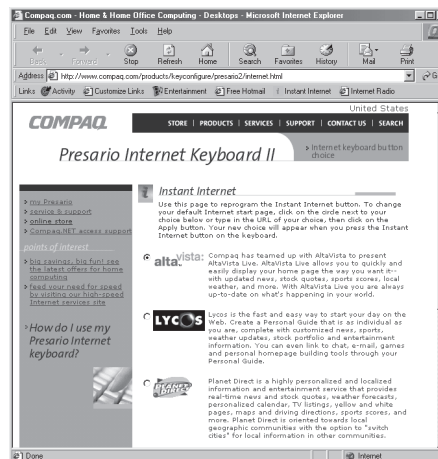 Compaq.com - Home & Home Office Computing - Desktops - Microsoft Internet Explorer
File Edit View Favorites Tools Help
Back Forward Stop Refresh Home Search Favorites History Mail Print
Address http://www.compaq.com/products/keyconfigure/presario2/internet.html
Links Activity Customize Links Entertainment Free Hotmail Instant Internet Internet Radio
United States
COMPAQ
STORE | PRODUCTS | SERVICES | SUPPORT | CONTACT US | SEARCH
Presario Internet Keyboard II
Internet keyboard button
choice
my Presario
service & support
online store
Compaq.NET access support
points of interest
big savings, big fun! see
the latest offers for home
computing
feed your need for speed
by visiting our high-speed
Internet services site
How do I use my
Presario Internet
keyboard?
Instant Internet
Use this page to reprogram the Instant Internet button. To change
your default Internet start page, click on the circle next to your
choice below or type in the URL of your choice, then click on the
Apply button. Your new choice will appear when you press the Instant
Internet button on the keyboard.
altavista:
Compaq has teamed up with AltaVista to present
AltaVista Live. AltaVista Live allows you to quickly and
easily display your home page the way you want it--
with updated news, stock quotes, sports scores, local
weather, and more. With AltaVista Live you are always
up-to-date on what's happening in your world.
LYCOS
Lycos is the fast and easy way to start your day on the
Web. Create a Personal Guide that is as individual as
you are, complete with customized news, sports,
weather updates, stock portfolio and entertainment
information. You can even link to chat, e-mail, games
and personal homepage building tools through your
Personal Guide.
PLANET DIRECT
Planet Direct is a highly personalized and localized
information and entertainment service that provides
real-time news and stock quotes, weather forecasts,
personalized calendar, TV listings, yellow and white
pages, maps and driving directions, sports scores, and
more. Planet Direct is oriented towards local
geographic communities with the option to "switch
cities" for local information in other communities.
Done Internet